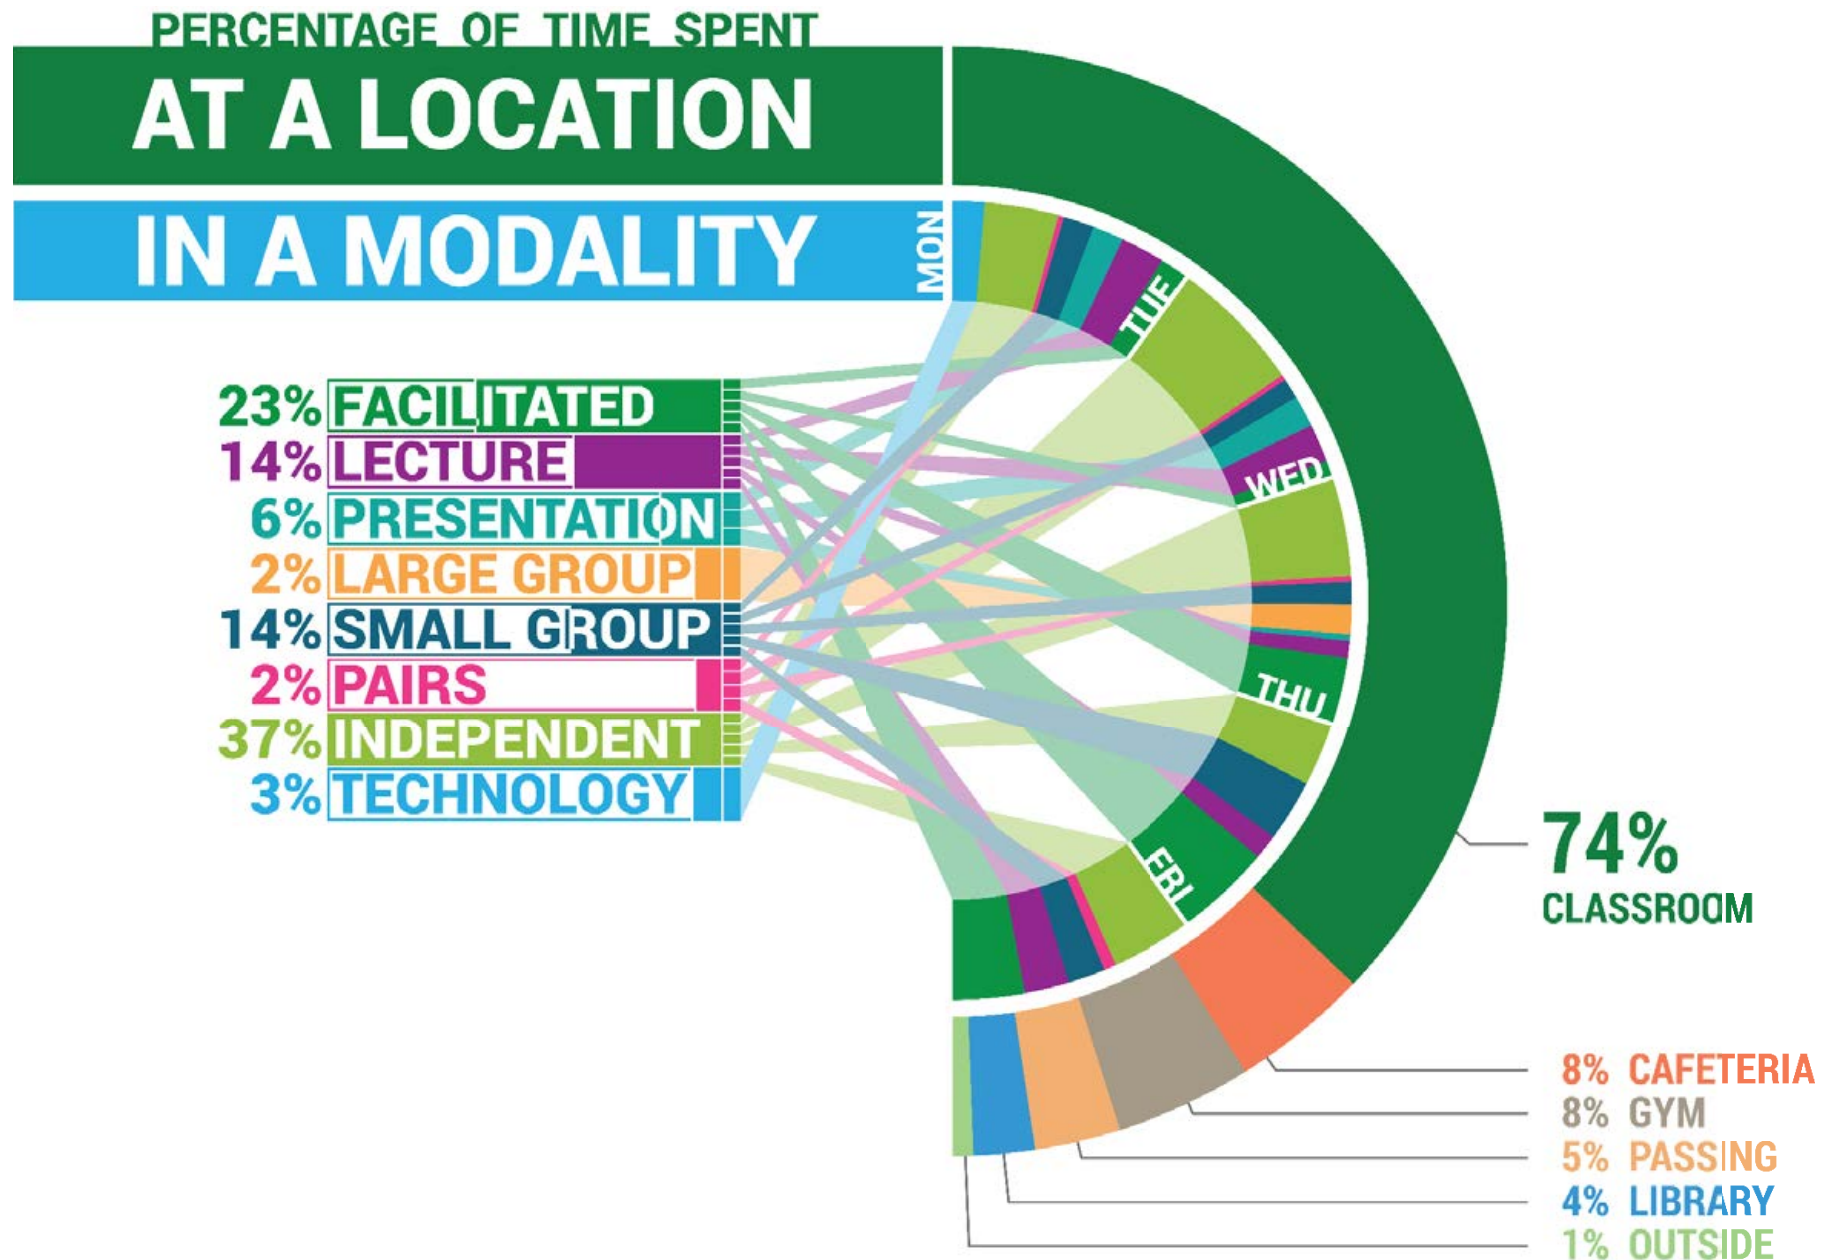 PERCENTAGE OF TIME SPENT
AT A LOCATION
IN A MODALITY
MON
TUE
WED
THU
FRI
23% FACILITATED
14% LECTURE
6% PRESENTATION
2% LARGE GROUP
14% SMALL GROUP
2% PAIRS
37% INDEPENDENT
3% TECHNOLOGY
74%
CLASSROOM
8% CAFETERIA
8% GYM
5% PASSING
4% LIBRARY
1% OUTSIDE